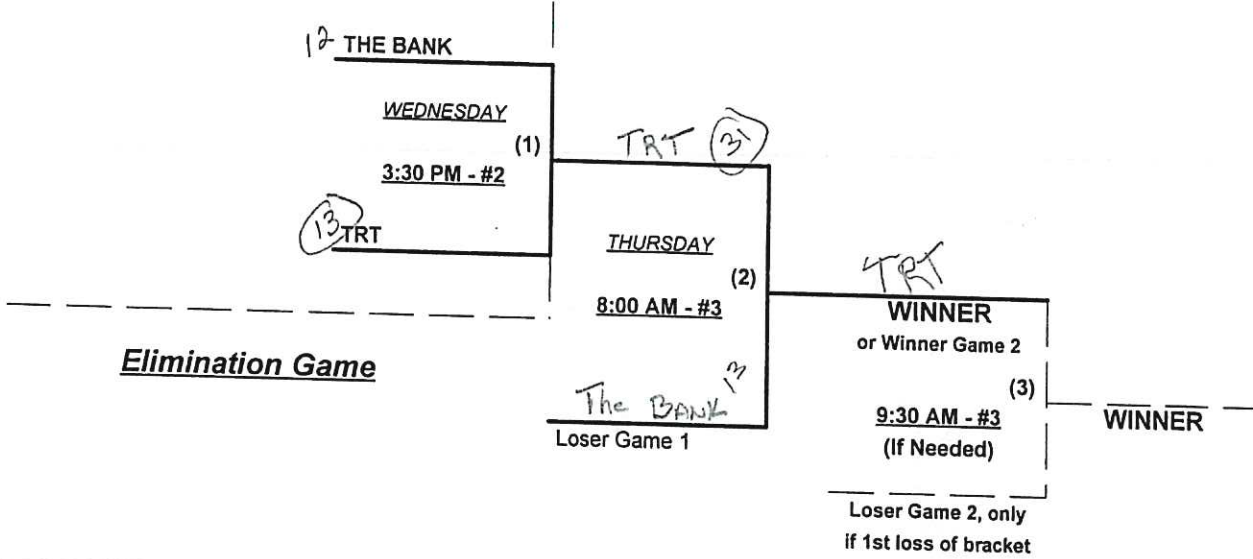 12 THE BANK
WEDNESDAY
(1)
3:30 PM - #2
13 TRT
TRT 31
THURSDAY
(2)
8:00 AM - #3
TRT
WINNER
or Winner Game 2
Elimination Game
The BANK 13
Loser Game 1
(3)
9:30 AM - #3
(If Needed)
WINNER
Loser Game 2, only
if 1st loss of bracket